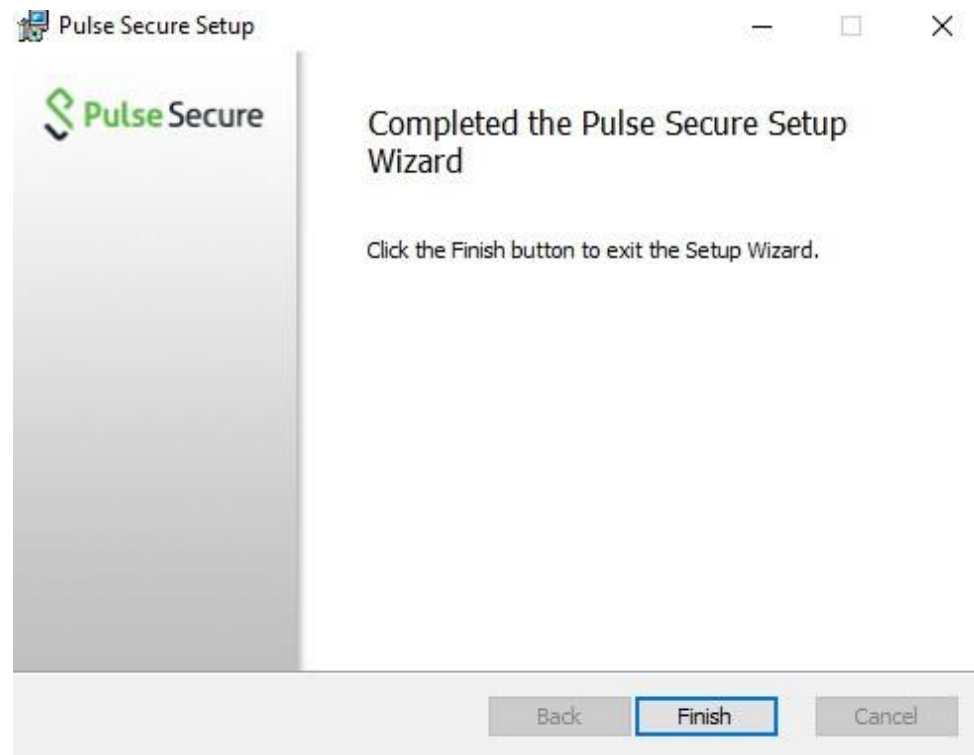 Pulse Secure Setup
Pulse Secure
Completed the Pulse Secure Setup
Wizard
Click the Finish button to exit the Setup Wizard.
Back
Finish
Cancel